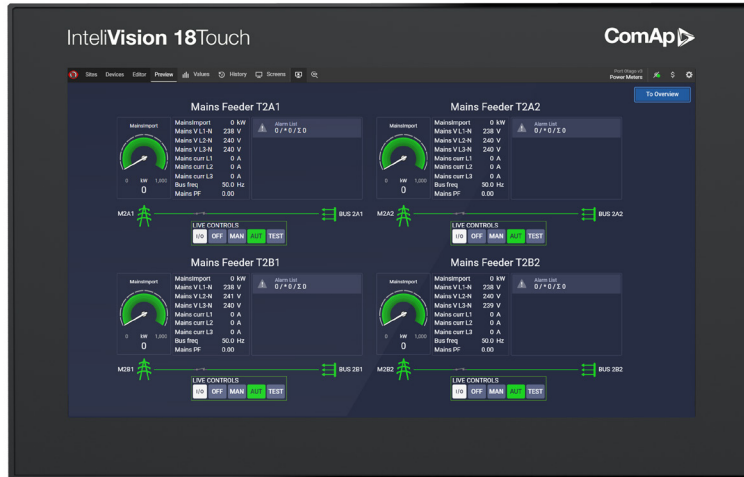 InteliVision 18Touch
ComAp
Sites Devices Editor Preview Values History Screens
Power Meters $
To Overview
Mains Feeder T2A1
MainsImport
0 kW 1,000
0
MainsImport 0 kW
Mains V L1-N 238 V
Mains V L2-N 240 V
Mains V L3-N 240 V
Mains curr L1 0 A
Mains curr L2 0 A
Mains curr L3 0 A
Bus freq 50.0 Hz
Mains PF 0.00
Alarm List
0 / * 0 / Σ 0
M2A1
BUS 2A1
LIVE CONTROLS
I/O OFF MAN AUT TEST
Mains Feeder T2A2
MainsImport
0 kW 1,000
0
MainsImport 0 kW
Mains V L1-N 238 V
Mains V L2-N 240 V
Mains V L3-N 240 V
Mains curr L1 0 A
Mains curr L2 0 A
Mains curr L3 0 A
Bus freq 50.0 Hz
Mains PF 0.00
Alarm List
0 / * 0 / Σ 0
M2A2
BUS 2A2
LIVE CONTROLS
I/O OFF MAN AUT TEST
Mains Feeder T2B1
MainsImport
0 kW 1,000
0
MainsImport 0 kW
Mains V L1-N 238 V
Mains V L2-N 241 V
Mains V L3-N 240 V
Mains curr L1 0 A
Mains curr L2 0 A
Mains curr L3 0 A
Bus freq 50.0 Hz
Mains PF 0.00
Alarm List
0 / * 0 / Σ 0
M2B1
BUS 2B1
LIVE CONTROLS
I/O OFF MAN AUT TEST
Mains Feeder T2B2
MainsImport
0 kW 1,000
0
MainsImport 0 kW
Mains V L1-N 238 V
Mains V L2-N 240 V
Mains V L3-N 239 V
Mains curr L1 0 A
Mains curr L2 0 A
Mains curr L3 0 A
Bus freq 50.0 Hz
Mains PF 0.00
Alarm List
0 / * 0 / Σ 0
M2B2
BUS 2B2
LIVE CONTROLS
I/O OFF MAN AUT TEST